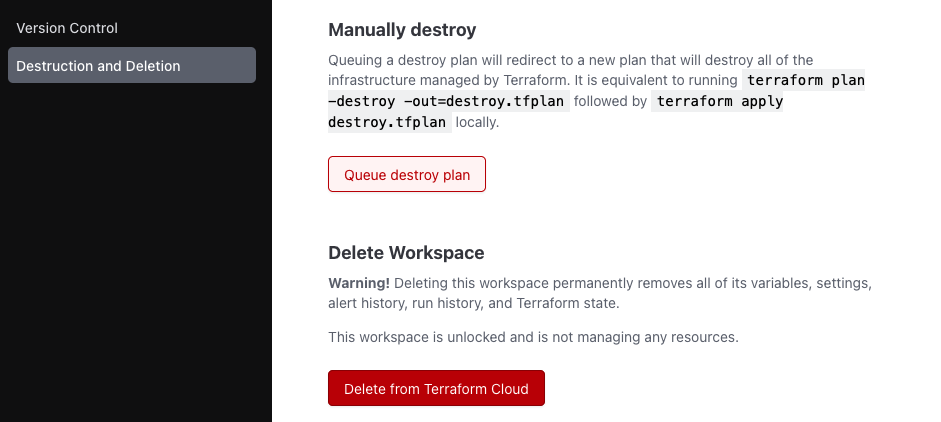 Version Control
Destruction and Deletion
Manually destroy
Queuing a destroy plan will redirect to a new plan that will destroy all of the
infrastructure managed by Terraform. It is equivalent to running terraform plan
-destroy -out=destroy.tfplan followed by terraform apply
destroy.tfplan locally.
Queue destroy plan
Delete Workspace
Warning! Deleting this workspace permanently removes all of its variables, settings,
alert history, run history, and Terraform state.
This workspace is unlocked and is not managing any resources.
Delete from Terraform Cloud